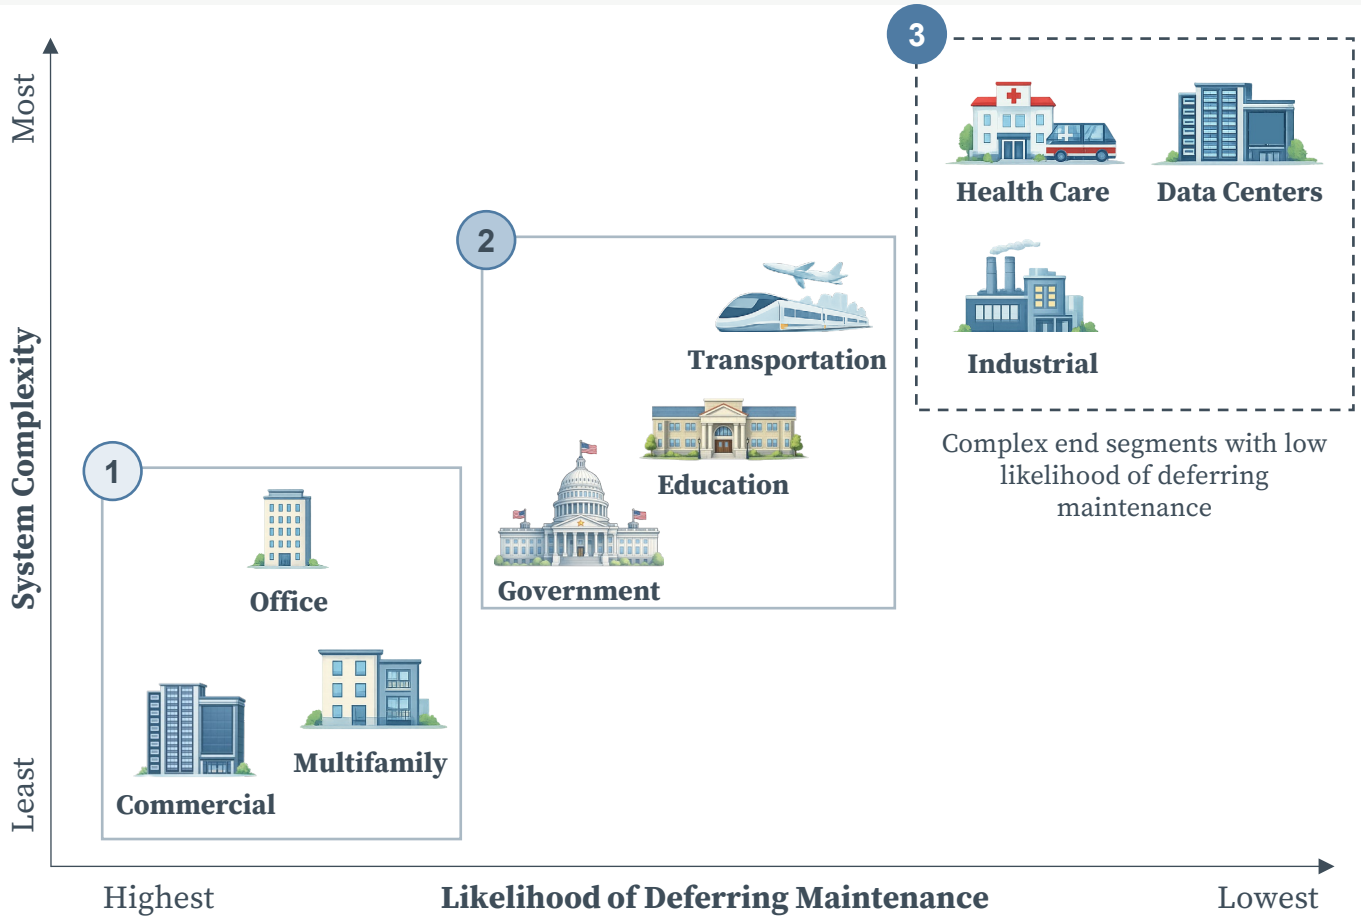 3
Most
Health Care
Data Centers
2
Industrial
Transportation
Complex end segments with low
likelihood of deferring
maintenance
System Complexity
1
Education
Government
Office
Multifamily
Commercial
Least
Highest
Likelihood of Deferring Maintenance
Lowest